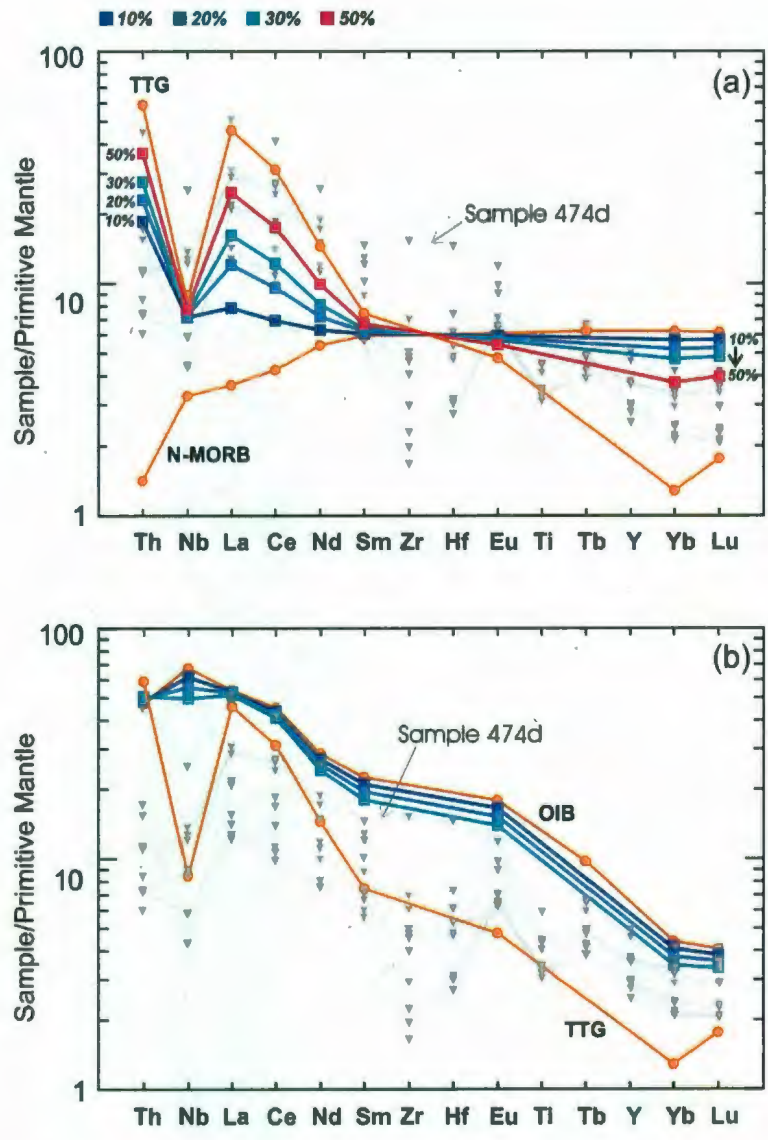 10% 20% 30% 50%
100
(a)
TTG
50%
30%
20%
10%
Sample 474d
10
10%
50%
N-MORB
1
Sample/Primitive Mantle
Th Nb La Ce Nd Sm Zr Hf Eu Ti Tb Y Yb Lu
100
(b)
Sample 474d
OIB
10
TTG
1
Sample/Primitive Mantle
Th Nb La Ce Nd Sm Zr Hf Eu Ti Tb Y Yb Lu